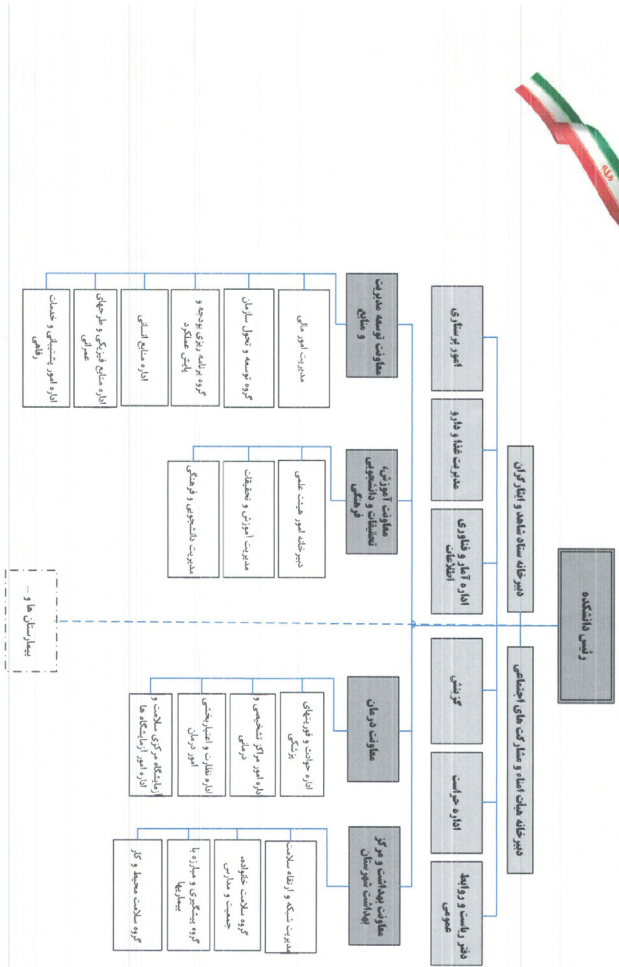 رئیس دانشکده
دبیرخانه هیات امناء و مشارکت های اجتماعی
دبیرخانه ستاد شاهد و ایثارگران
دفتر ریاست و روابط
عمومی
اداره حراست
گزینش
اداره آمار و فناوری
اطلاعات
مدیریت غذا و دارو
امور پرستاری
معاونت بهداشت و مرکز
بهداشت شهرستان
مدیریت شبکه و ارتقاء سلامت
گروه سلامت خانواده،
جمعیت و مدارس
گروه پیشگیری و مبارزه با
بیماریها
گروه سلامت محیط و کار
معاونت درمان
اداره حوادث و فوریتهای
پزشکی
اداره امور مراکز تشخیصی و
درمانی
اداره نظارت و اعتباربخشی
امور درمان
آزمایشگاه مرکزی سلامت و
اداره امور آزمایشگاه ها
معاونت آموزش،
تحقیقات و دانشجویی
فرهنگی
دبیرخانه امور هیئت علمی
مدیریت آموزش و تحقیقات
مدیریت دانشجویی و فرهنگی
معاونت توسعه مدیریت
و منابع
مدیریت امور مالی
گروه توسعه و تحول سازمان
گروه برنامه ریزی بودجه و
پایش عملکرد
اداره منابع انسانی
اداره منابع فیزیکی و طرحهای
عمرانی
اداره امور پشتیبانی و خدمات
رفاهی
بیمارستان ها و ...